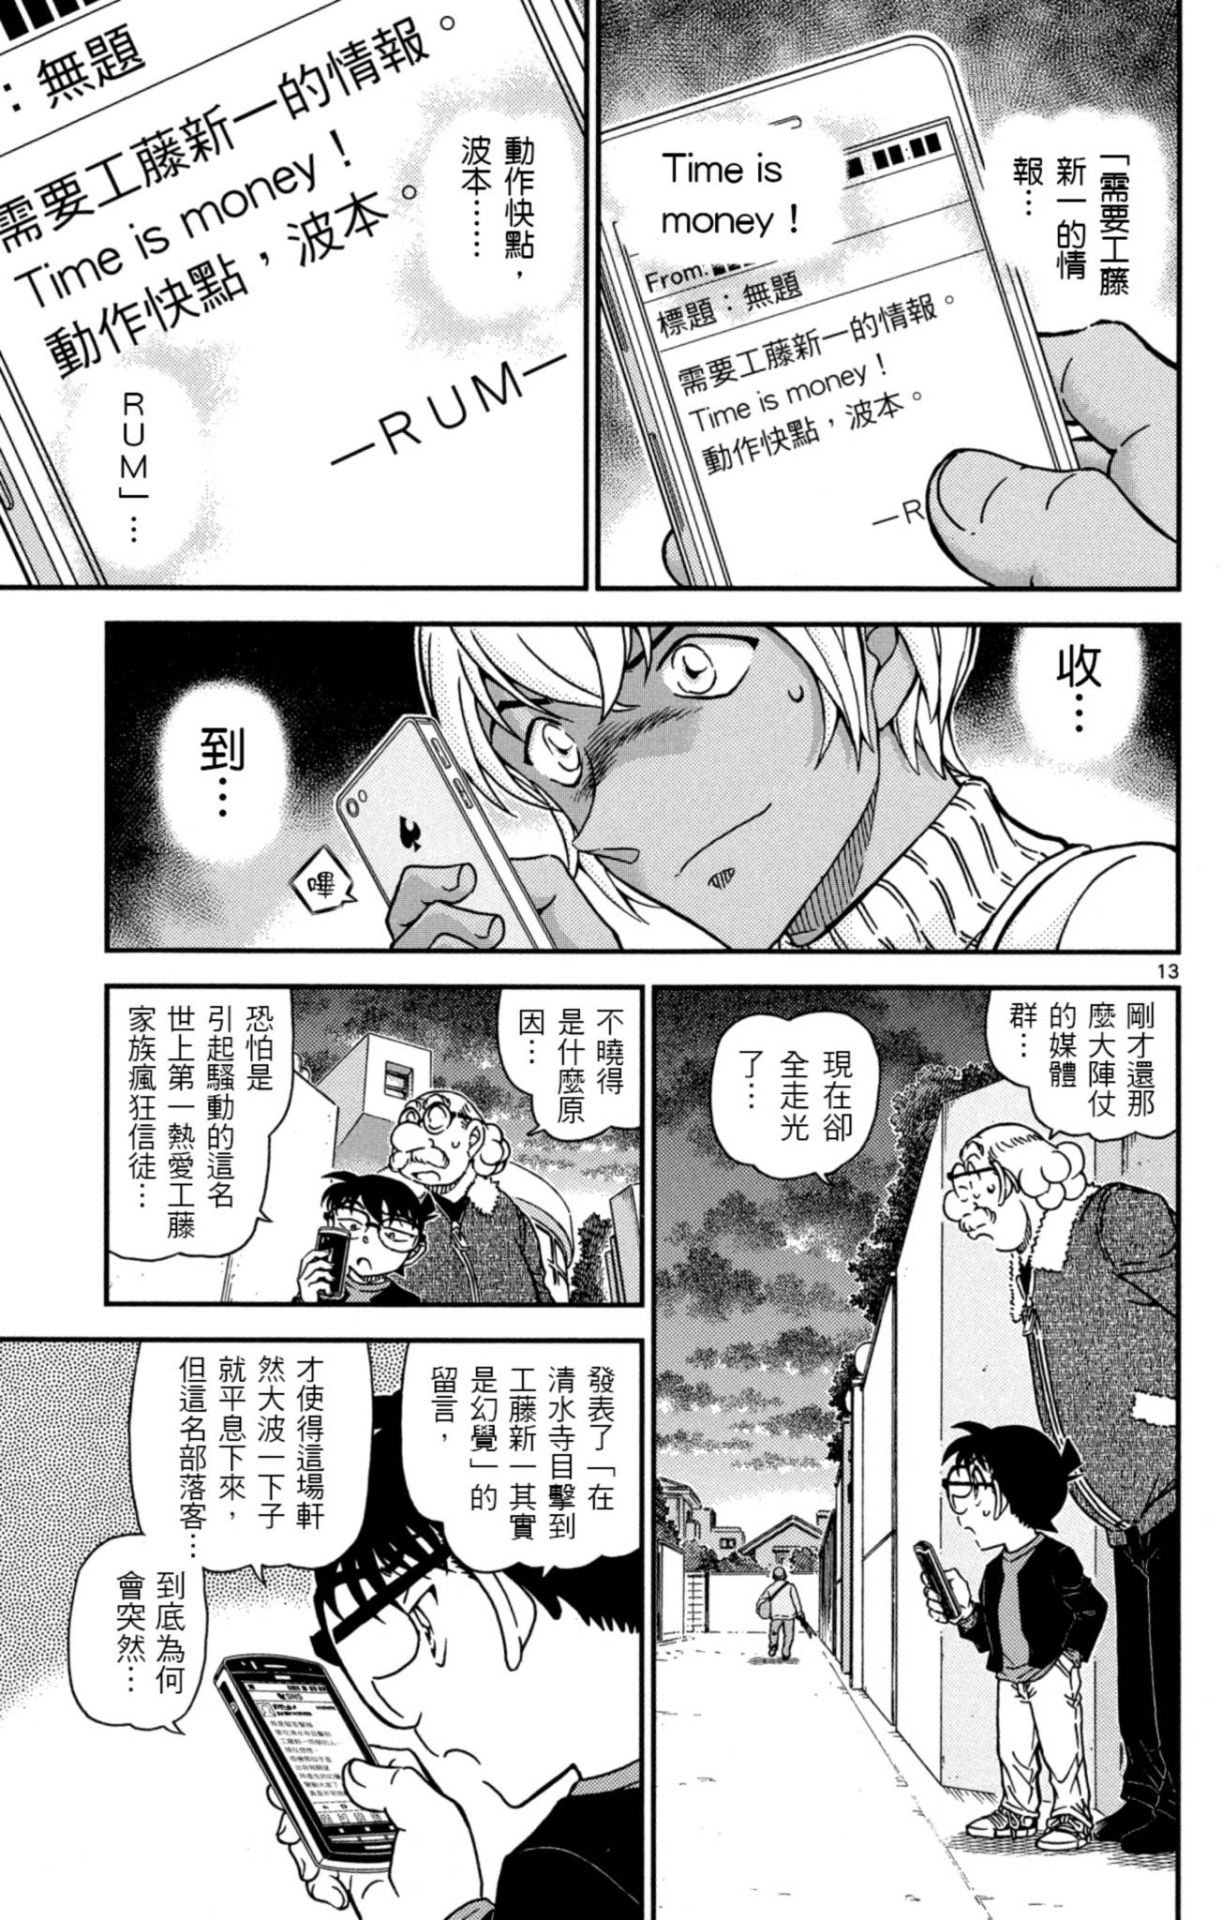 「需要工藤
新一的情
報…
Time is
money！
From:
標題：無題
需要工藤新一的情報。
Time is money！
動作快點，波本。
—R
動作快點，
波本……
：無題
需要工藤新一的情報。
Time is money！
動作快點，波本。
—RUM—
RUM」…
收…
到…
嗶
13
剛才還那
麼大陣仗
的媒體
群…
現在卻
全走光
了…
不曉得
是什麼原
因…
恐怕是
引起騷動的這名
世上第一熱愛工藤
家族瘋狂信徒…
發表了「在
清水寺目擊到
工藤新一其實
是幻覺」的
留言，
才使得這場軒
然大波一下子
就平息下來，
但這名部落客…
到底為何
會突然…
SNS